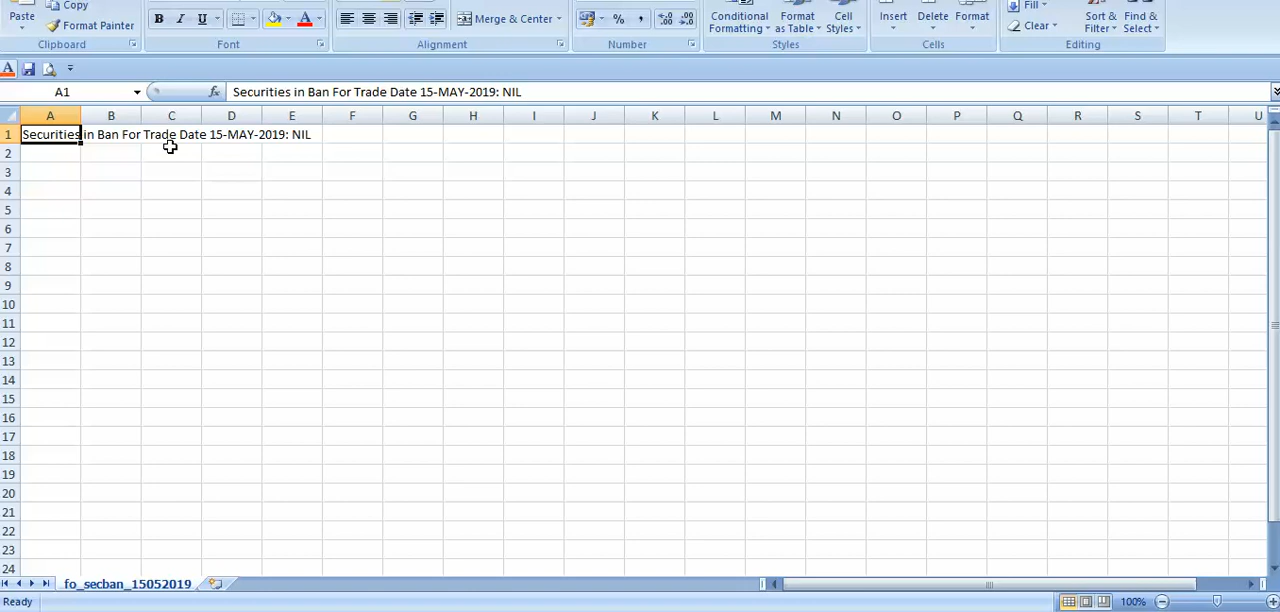 Paste
Copy
Format Painter
Clipboard
B I U
A
Font
Merge & Center
Alignment
%
,
Number
Conditional Formatting
Format as Table
Cell Styles
Styles
Insert
Delete
Format
Cells
Fill
Clear
Sort & Filter
Find & Select
Editing
A
A1
fx
Securities in Ban For Trade Date 15-MAY-2019: NIL
A B C D E F G H I J K L M N O P Q R S T U
1 Securities in Ban For Trade Date 15-MAY-2019: NIL
2
3
4
5
6
7
8
9
10
11
12
13
14
15
16
17
18
19
20
21
22
23
24
fo_secban_15052019
Ready
100%